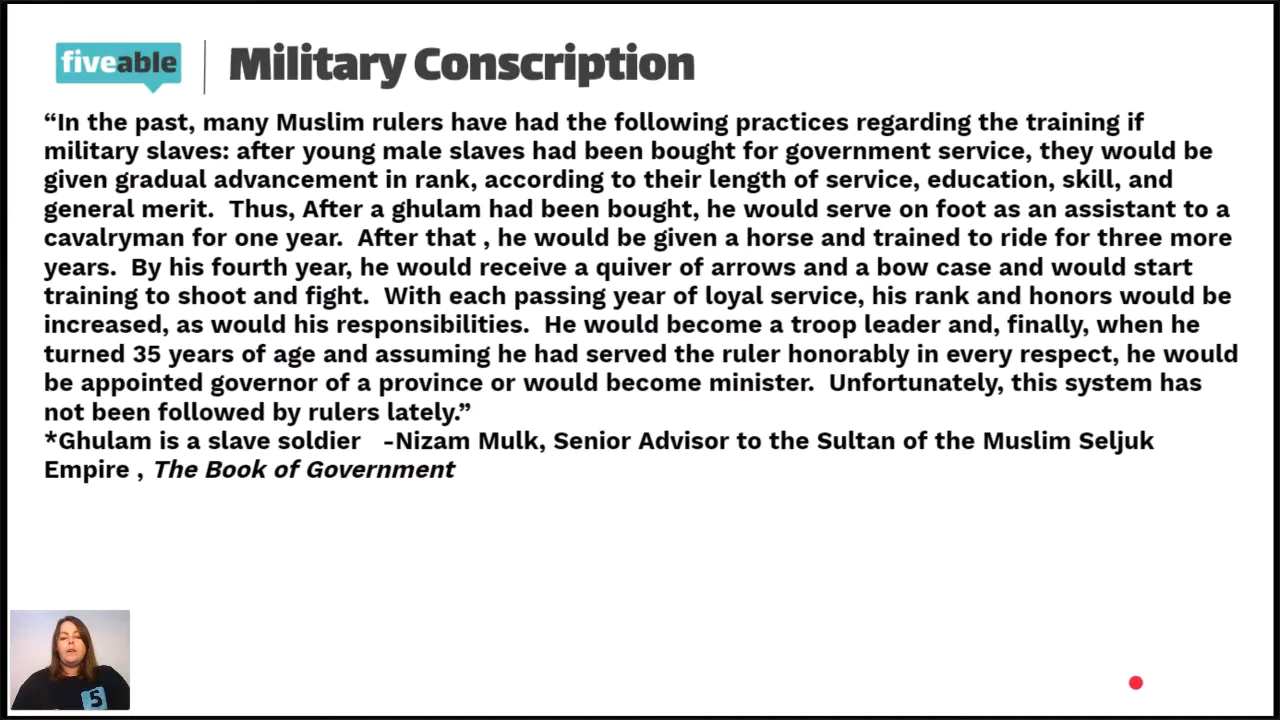 fiveable
Military Conscription
“In the past, many Muslim rulers have had the following practices regarding the training if
military slaves: after young male slaves had been bought for government service, they would be
given gradual advancement in rank, according to their length of service, education, skill, and
general merit.  Thus, After a ghulam had been bought, he would serve on foot as an assistant to a
cavalryman for one year.  After that , he would be given a horse and trained to ride for three more
years.  By his fourth year, he would receive a quiver of arrows and a bow case and would start
training to shoot and fight.  With each passing year of loyal service, his rank and honors would be
increased, as would his responsibilities.  He would become a troop leader and, finally, when he
turned 35 years of age and assuming he had served the ruler honorably in every respect, he would
be appointed governor of a province or would become minister.  Unfortunately, this system has
not been followed by rulers lately.”
*Ghulam is a slave soldier   -Nizam Mulk, Senior Advisor to the Sultan of the Muslim Seljuk
Empire , The Book of Government
5